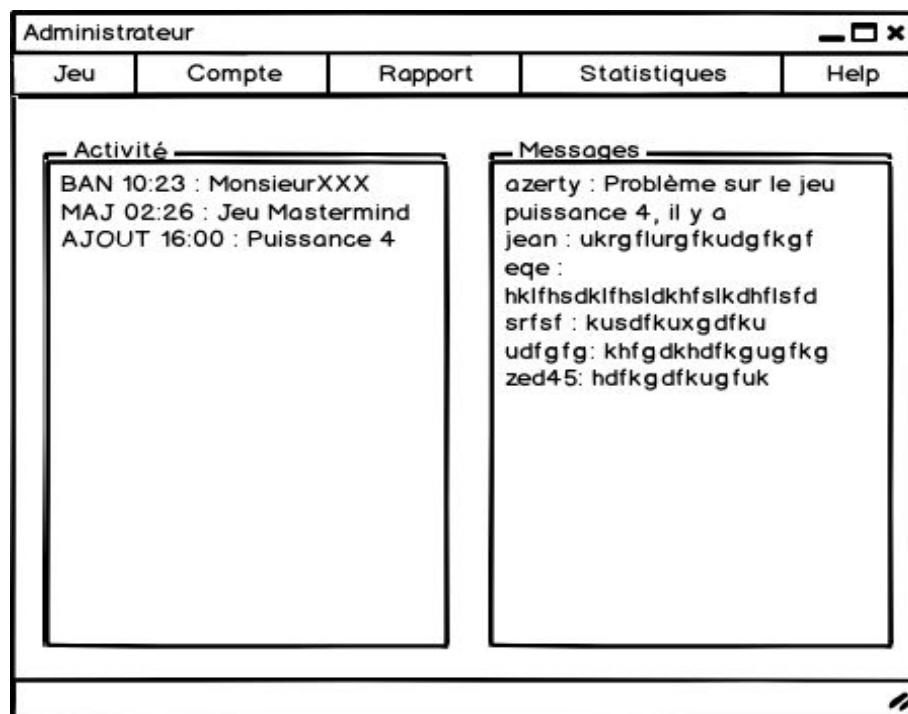 Administrateur
Jeu Compte Rapport Statistiques Help
Activité
BAN 10:23 : MonsieurXXX
MAJ 02:26 : Jeu Mastermind
AJOUT 16:00 : Puissance 4
Messages
azerty : Problème sur le jeu
puissance 4, il y a
jean : ukrgflurgfkudgfkgf
eqe :
hklfhsdklfhsldkhfslkdhflsfd
srfsf : kusdfkuxgdfku
udfgfg: khfgdkhdfkgugfkg
zed45: hdfkgdfkugfuk